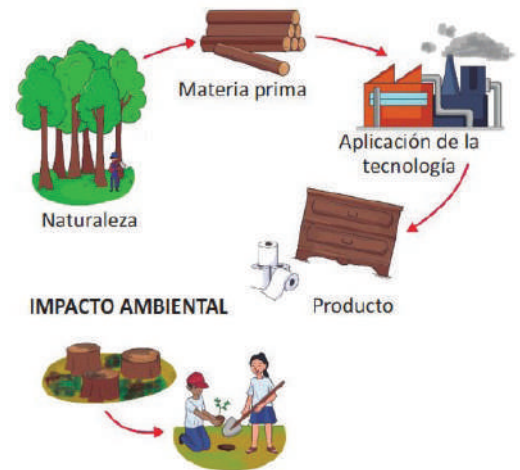 Materia prima
Aplicación de la
tecnología
Naturaleza
Producto
IMPACTO AMBIENTAL